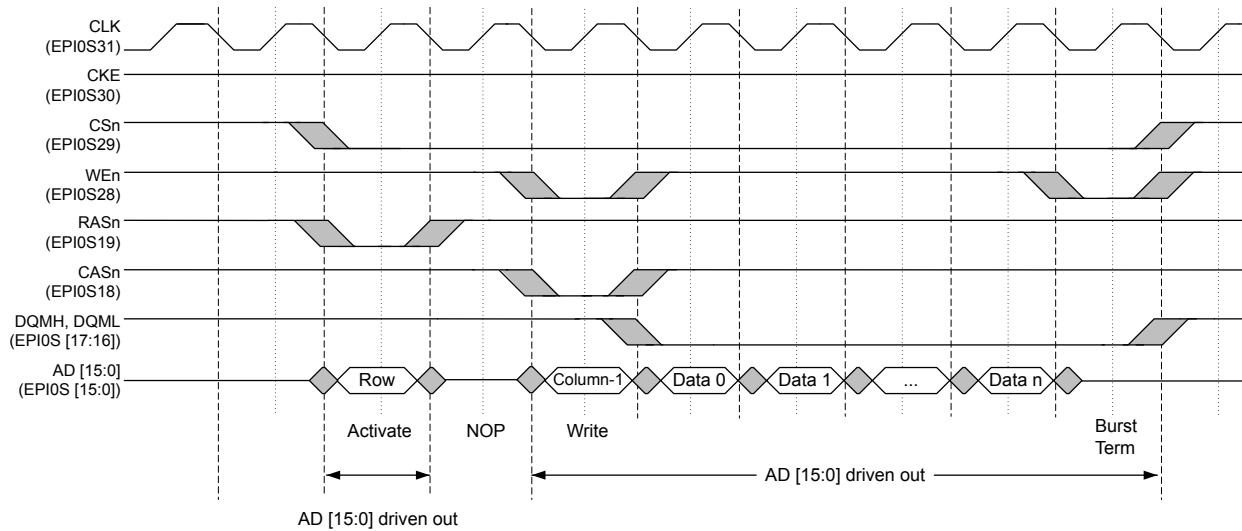 CLK
(EPI0S31)
CKE
(EPI0S30)
CSn
(EPI0S29)
WEn
(EPI0S28)
RASn
(EPI0S19)
CASn
(EPI0S18)
DQMH, DQML
(EPI0S [17:16])
AD [15:0]
(EPI0S [15:0])
Row
Column-1
Data 0
Data 1
...
Data n
Activate
NOP
Write
Burst
Term
AD [15:0] driven out
AD [15:0] driven out